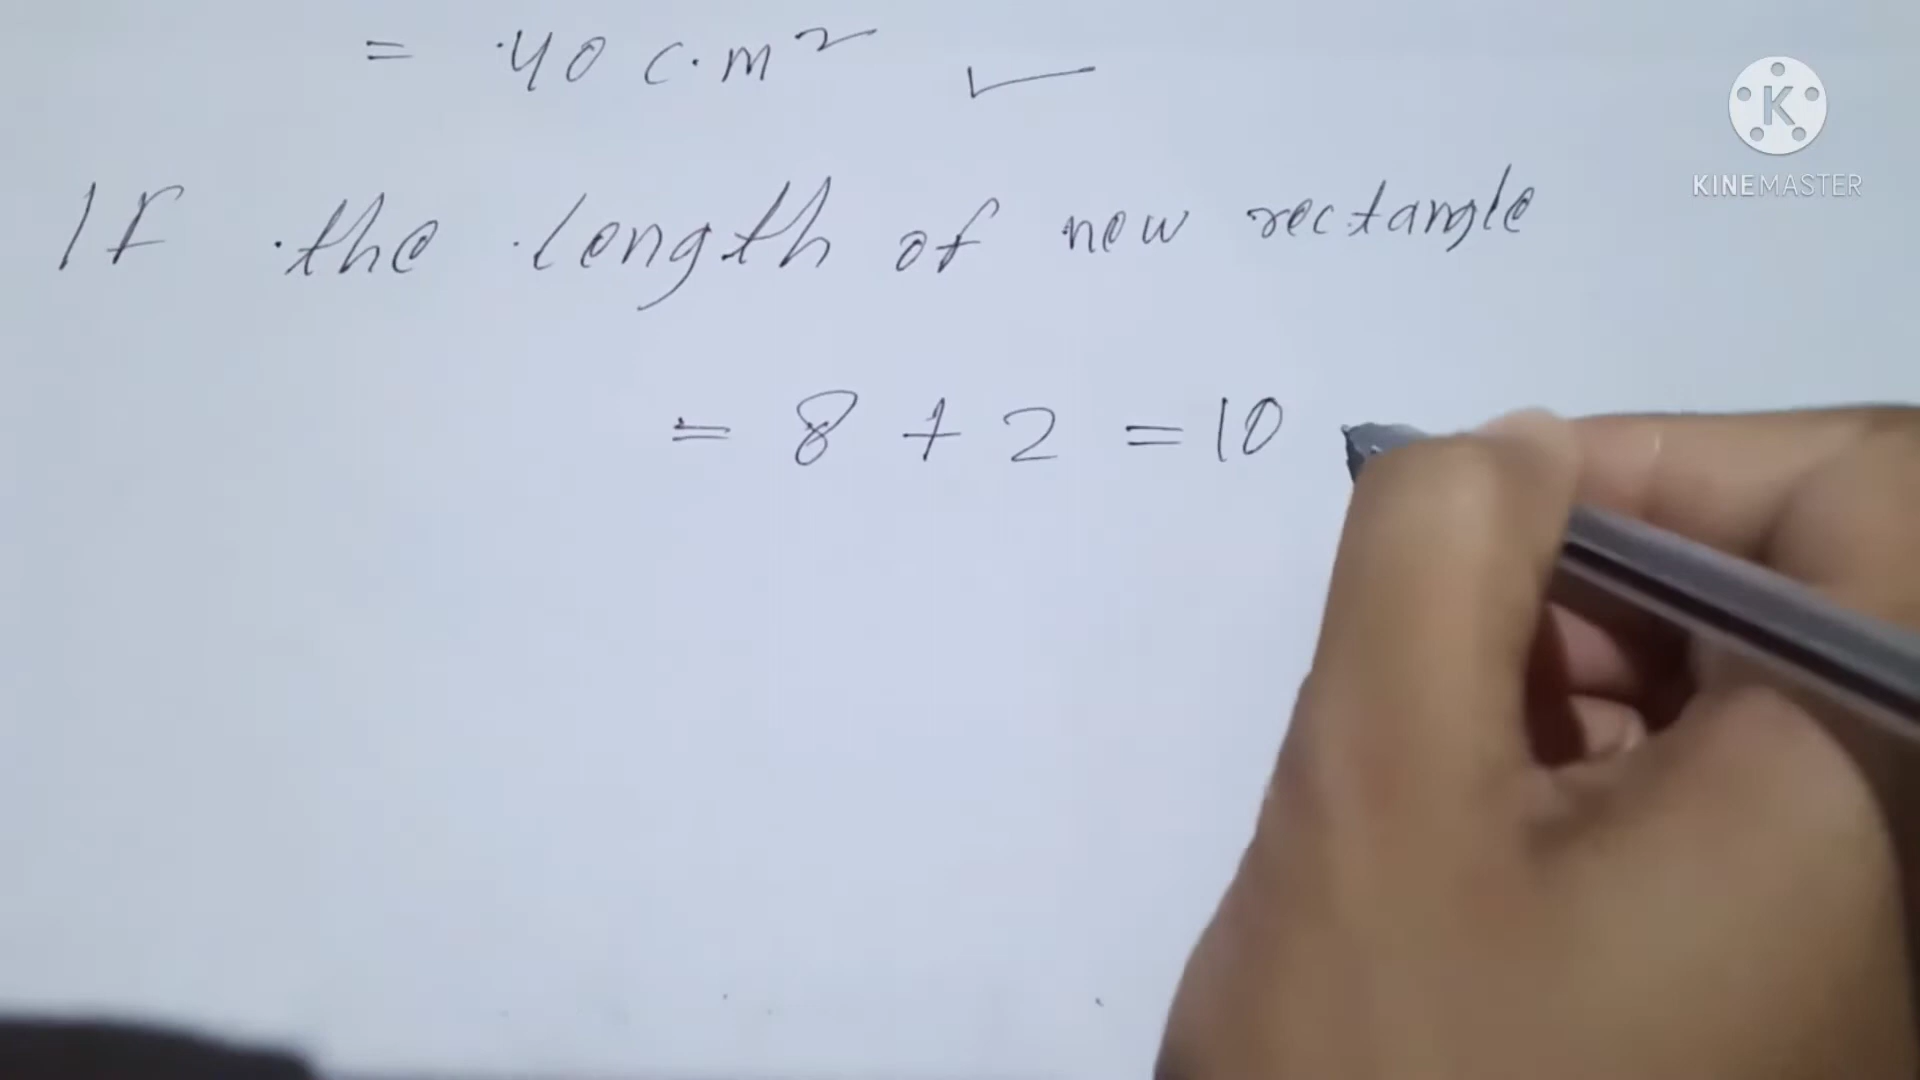 = 40 c.m²
If the length of new rectangle
= 8 + 2 = 10
K
KINEMASTER